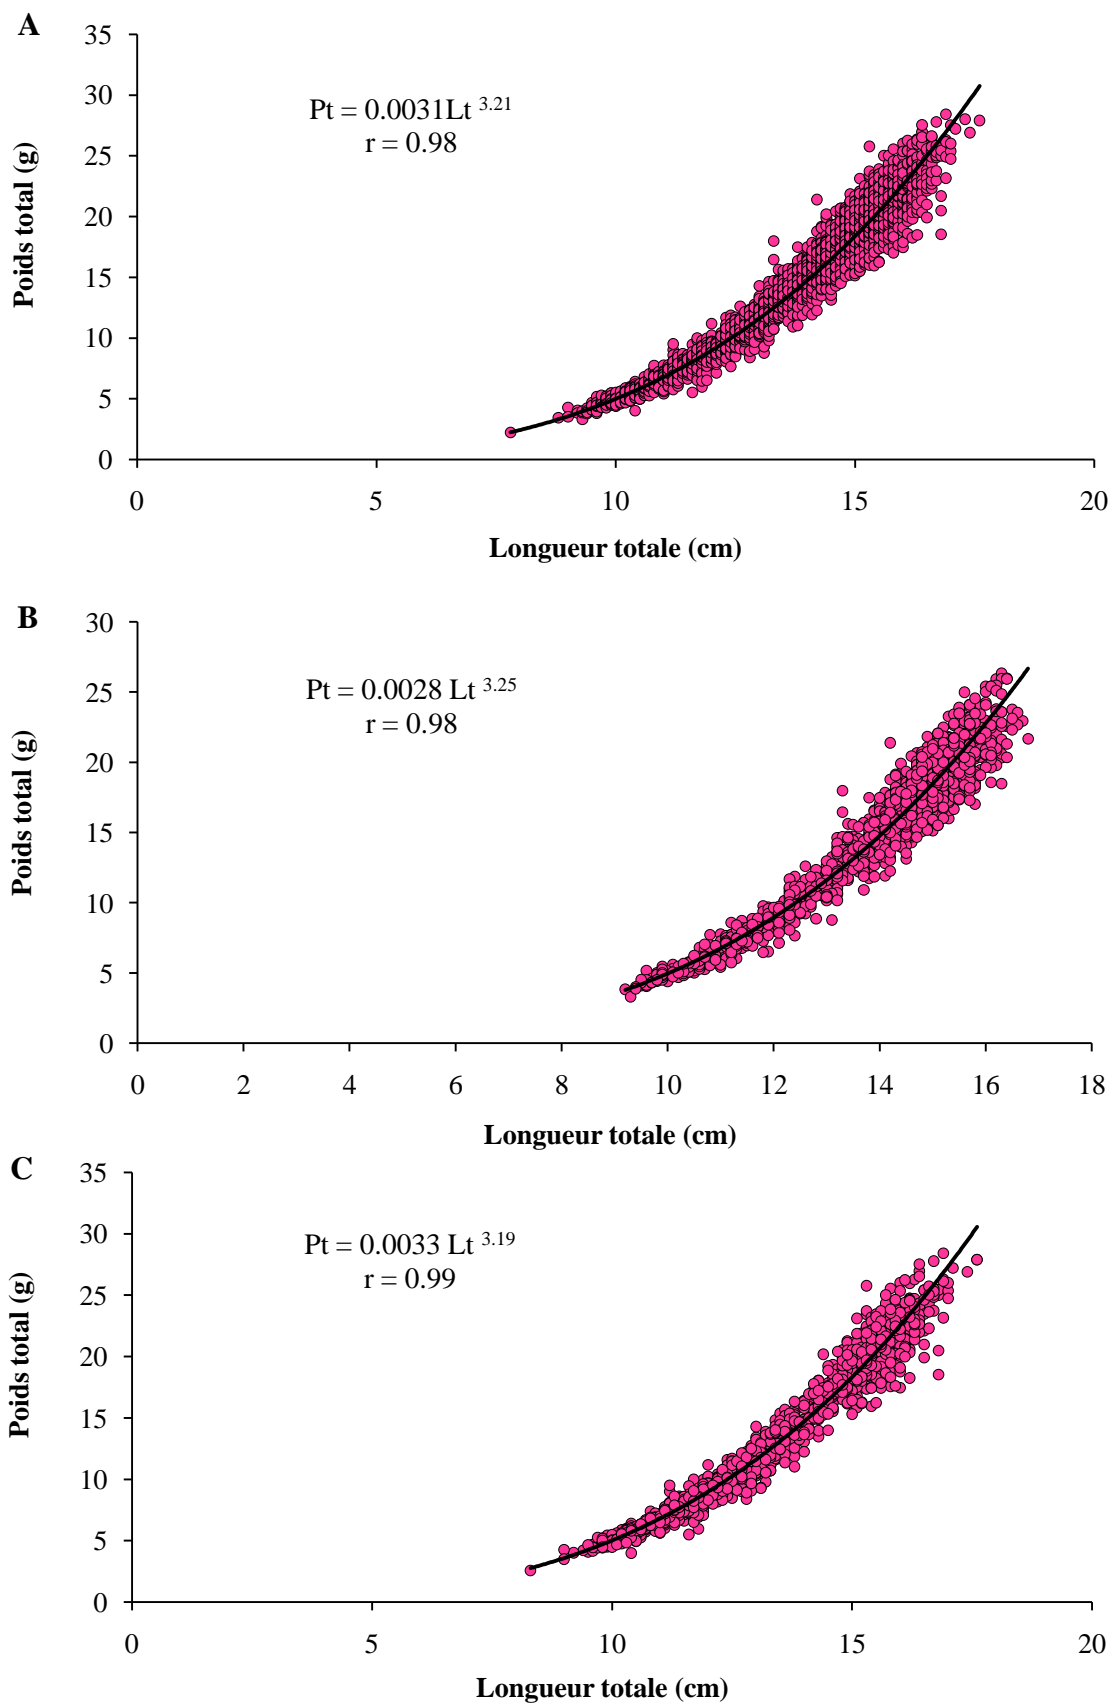 A
35
30
25
20
15
10
5
0
Poids total (g)
Pt = 0.0031Lt 3.21
r = 0.98
0 5 10 15 20
Longueur totale (cm)
B
30
25
20
15
10
5
0
Poids total (g)
Pt = 0.0028 Lt 3.25
r = 0.98
0 2 4 6 8 10 12 14 16 18
Longueur totale (cm)
C
35
30
25
20
15
10
5
0
Poids total (g)
Pt = 0.0033 Lt 3.19
r = 0.99
0 5 10 15 20
Longueur totale (cm)